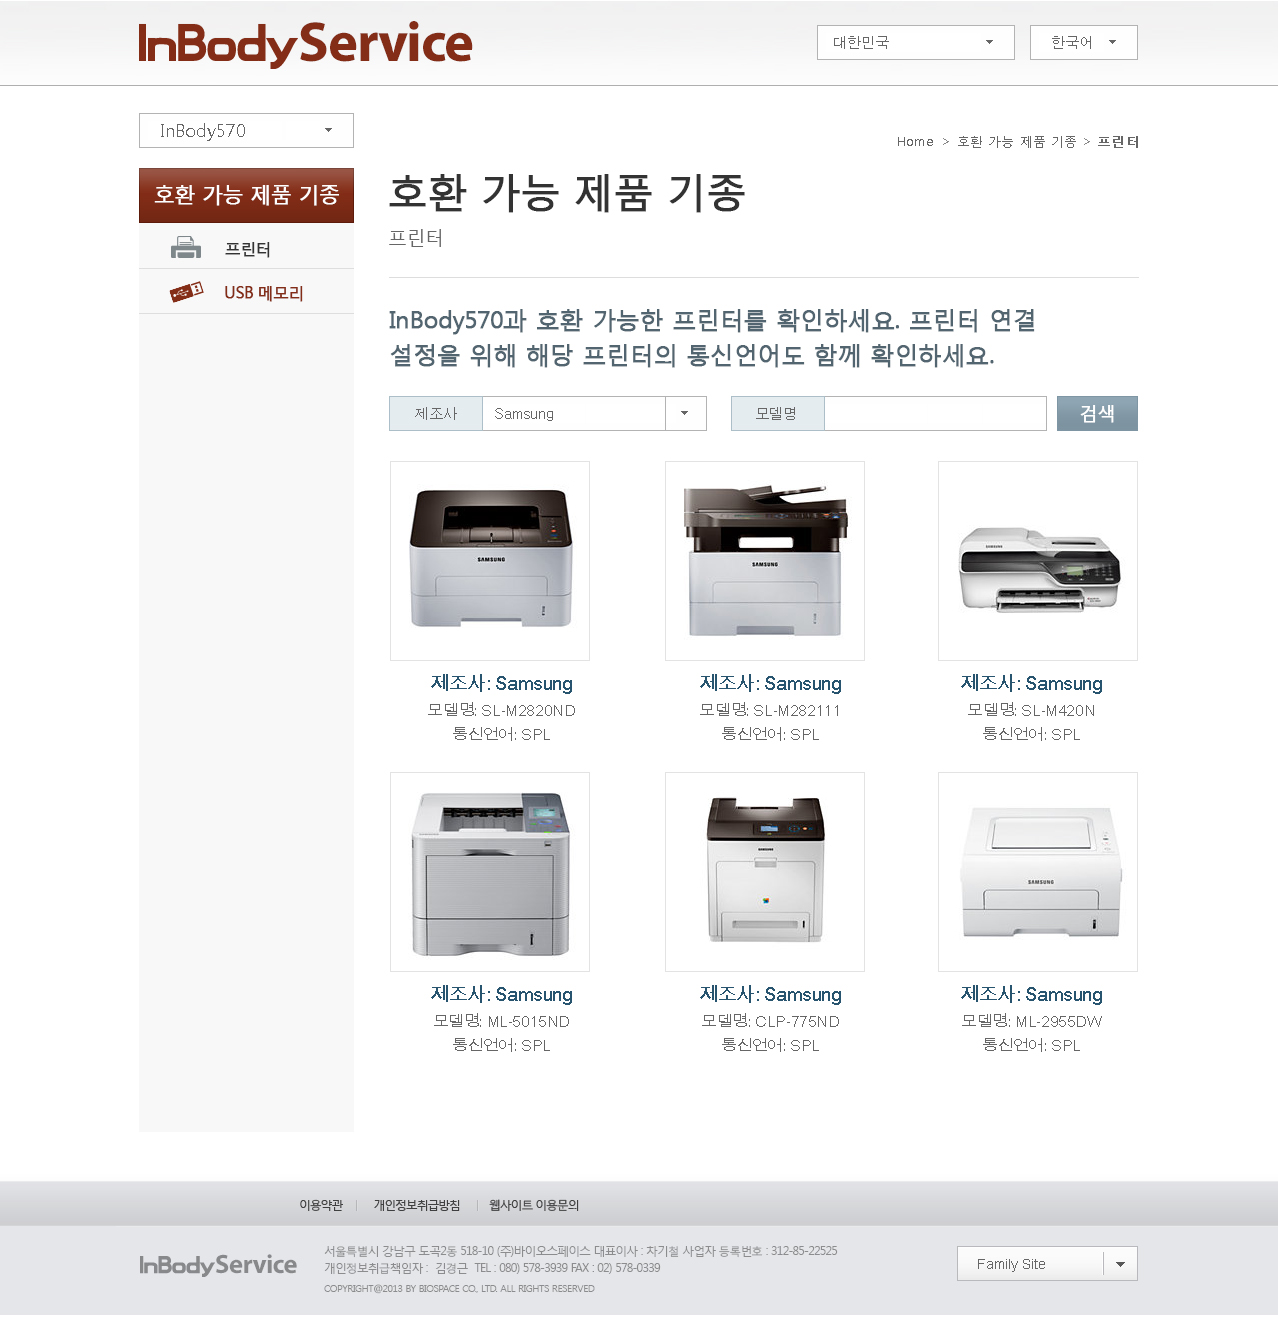 InBodyService
대한민국
한국어
InBody570
Home > 호환 가능 제품 기종 > 프린터
호환 가능 제품 기종
프린터
USB 메모리
호환 가능 제품 기종
프린터
InBody570과 호환 가능한 프린터를 확인하세요. 프린터 연결
설정을 위해 해당 프린터의 통신언어도 함께 확인하세요.
제조사
Samsung
모델명
검색
SAMSUNG
제조사: Samsung
모델명: SL-M2820ND
통신언어: SPL
SAMSUNG
제조사: Samsung
모델명: SL-M282111
통신언어: SPL
SAMSUNG
제조사: Samsung
모델명: SL-M420N
통신언어: SPL
제조사: Samsung
모델명: ML-5015ND
통신언어: SPL
SAMSUNG
제조사: Samsung
모델명: CLP-775ND
통신언어: SPL
SAMSUNG
제조사: Samsung
모델명: ML-2955DW
통신언어: SPL
이용약관
개인정보취급방침
웹사이트 이용문의
InBodyService
서울특별시 강남구 도곡2동 518-10 (주)바이오스페이스 대표이사 : 차기철 사업자 등록번호 : 312-85-22525
개인정보취급책임자 : 김경근 TEL : 080) 578-3939 FAX : 02) 578-0339
COPYRIGHT@2013 BY BIOSPACE CO., LTD. ALL RIGHTS RESERVED
Family Site